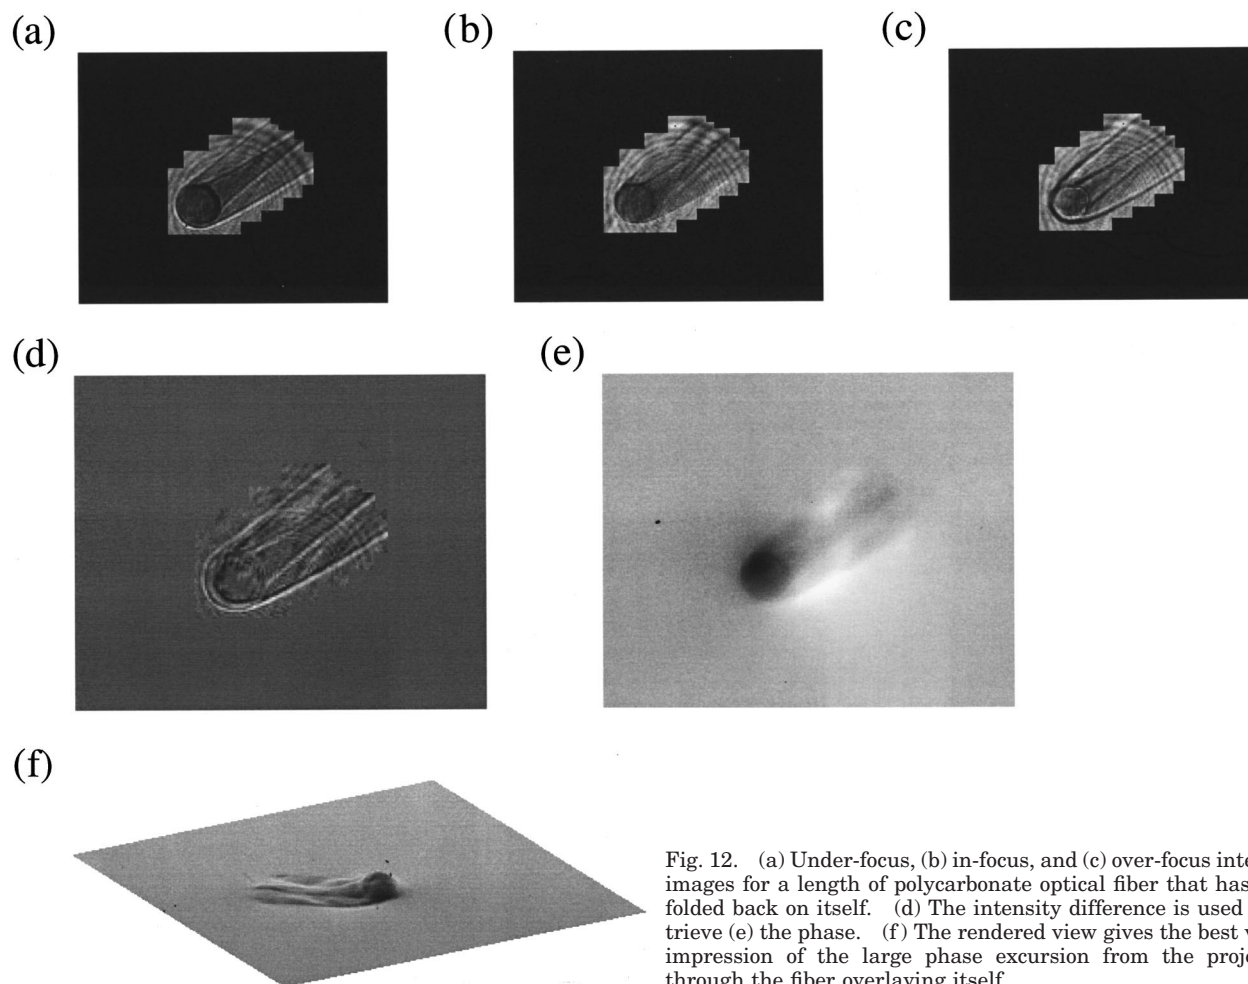 (a)
(b)
(c)
(d)
(e)
(f)
Fig. 12. (a) Under-focus, (b) in-focus, and (c) over-focus
images for a length of polycarbonate optical fiber that has
folded back on itself. (d) The intensity difference is used
trieve (e) the phase. (f) The rendered view gives the best
impression of the large phase excursion from the
through the fiber overlaying itself